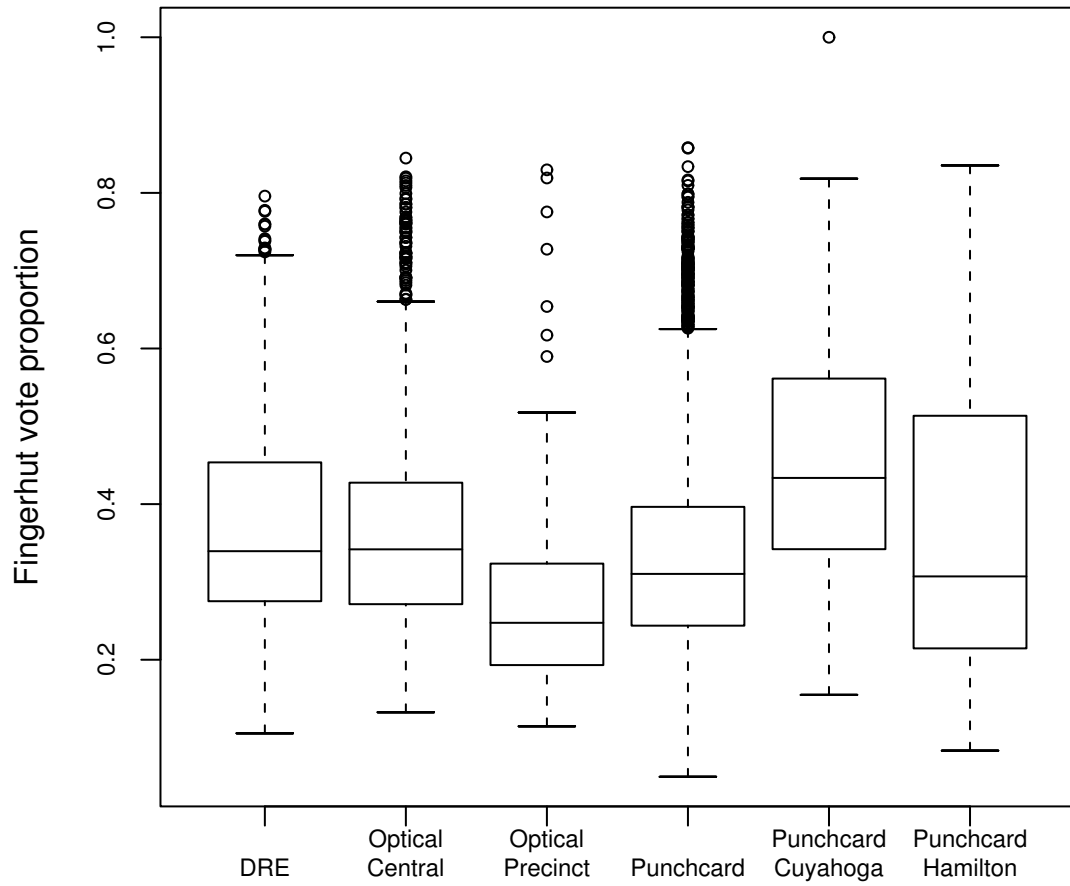 Fingerhut vote proportion
1.0
0.8
0.6
0.4
0.2
DRE
Optical
Central
Optical
Precinct
Punchcard
Punchcard
Cuyahoga
Punchcard
Hamilton